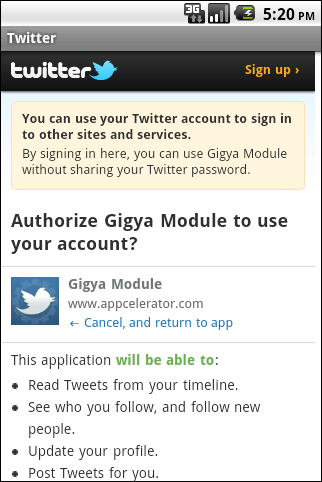 3G 5:20 PM
Twitter
twitter Sign up ›
You can use your Twitter account to sign in
to other sites and services.
By signing in here, you can use Gigya Module
without sharing your Twitter password.
Authorize Gigya Module to use
your account?
Gigya Module
www.appcelerator.com
← Cancel, and return to app
This application will be able to:
• Read Tweets from your timeline.
• See who you follow, and follow new
people.
• Update your profile.
• Post Tweets for you.